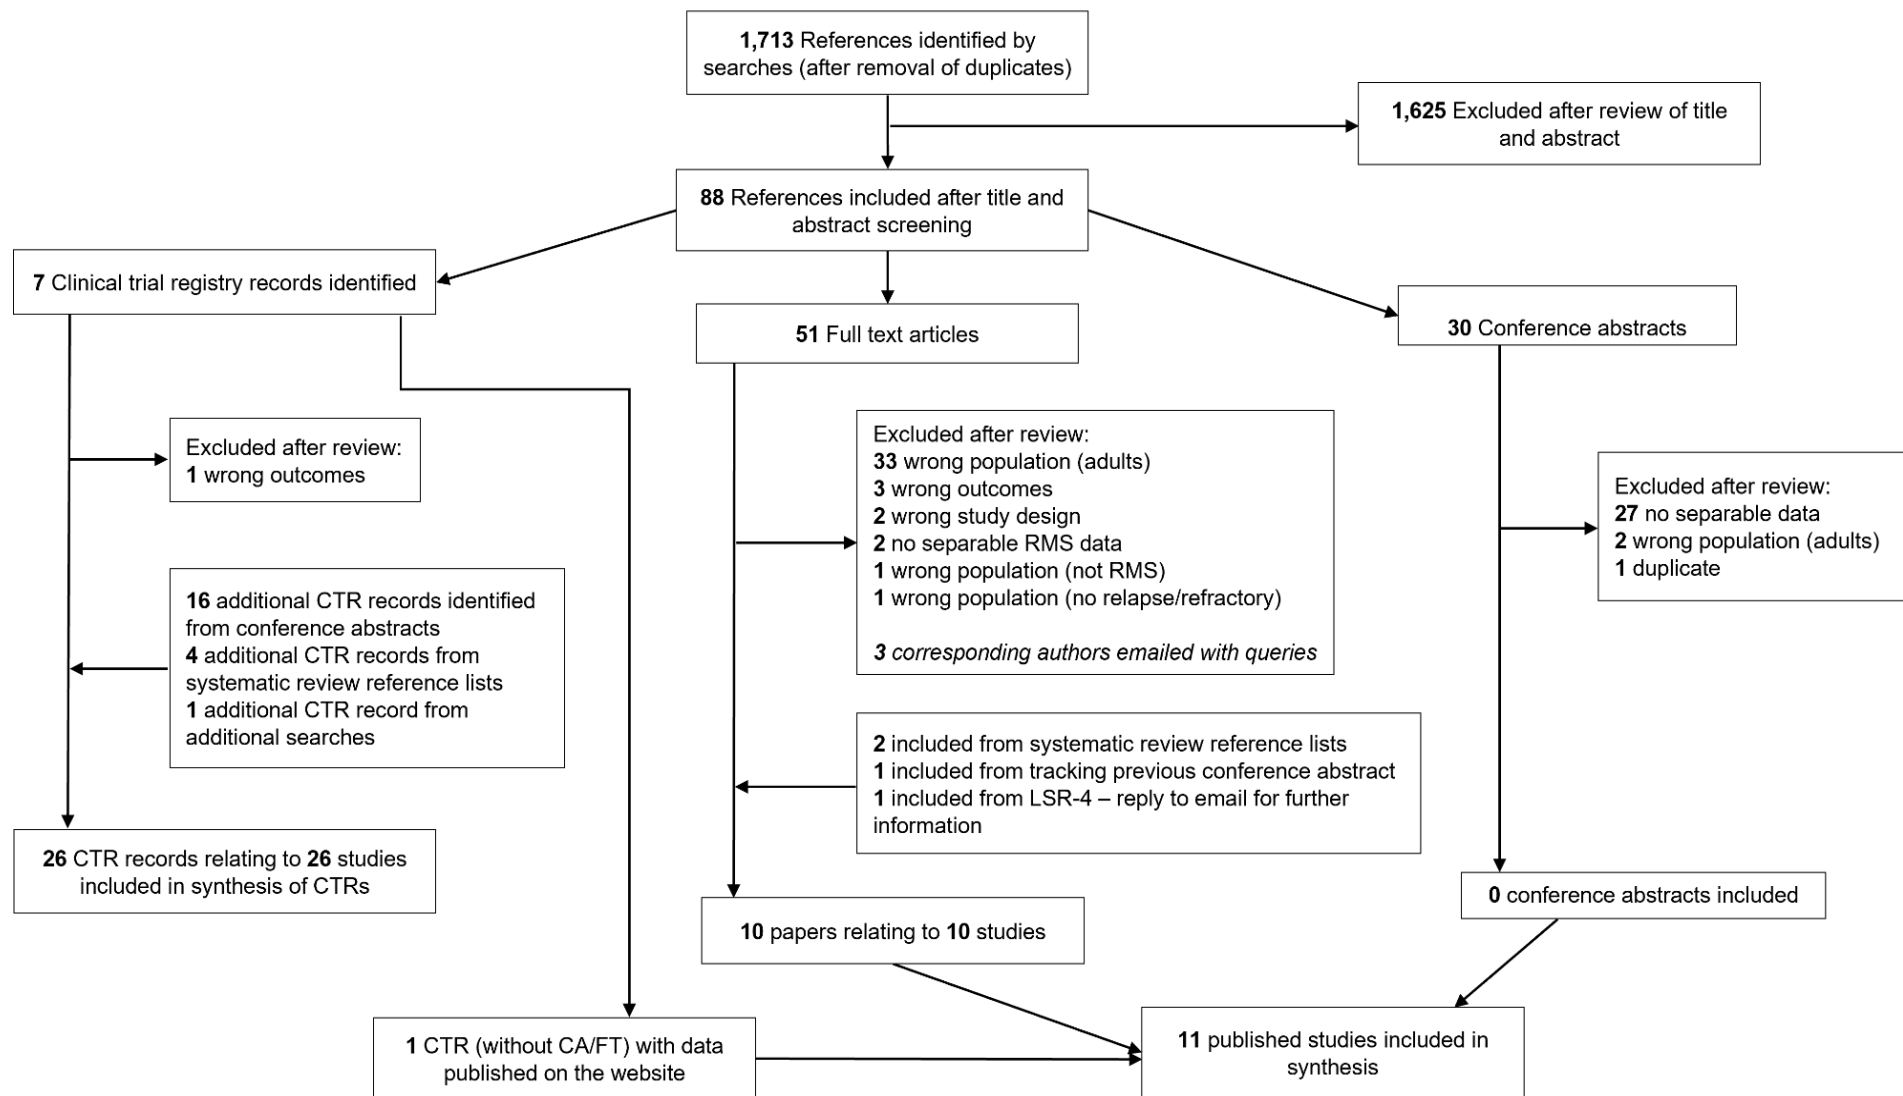 1,713 References identified by
searches (after removal of duplicates)
1,625 Excluded after review of title
and abstract
88 References included after title and
abstract screening
7 Clinical trial registry records identified
51 Full text articles
30 Conference abstracts
Excluded after review:
1 wrong outcomes
Excluded after review:
33 wrong population (adults)
3 wrong outcomes
2 wrong study design
2 no separable RMS data
1 wrong population (not RMS)
1 wrong population (no relapse/refractory)
3 corresponding authors emailed with queries
Excluded after review:
27 no separable data
2 wrong population (adults)
1 duplicate
16 additional CTR records identified
from conference abstracts
4 additional CTR records from
systematic review reference lists
1 additional CTR record from
additional searches
2 included from systematic review reference lists
1 included from tracking previous conference abstract
1 included from LSR-4 – reply to email for further
information
26 CTR records relating to 26 studies
included in synthesis of CTRs
10 papers relating to 10 studies
0 conference abstracts included
1 CTR (without CA/FT) with data
published on the website
11 published studies included in
synthesis